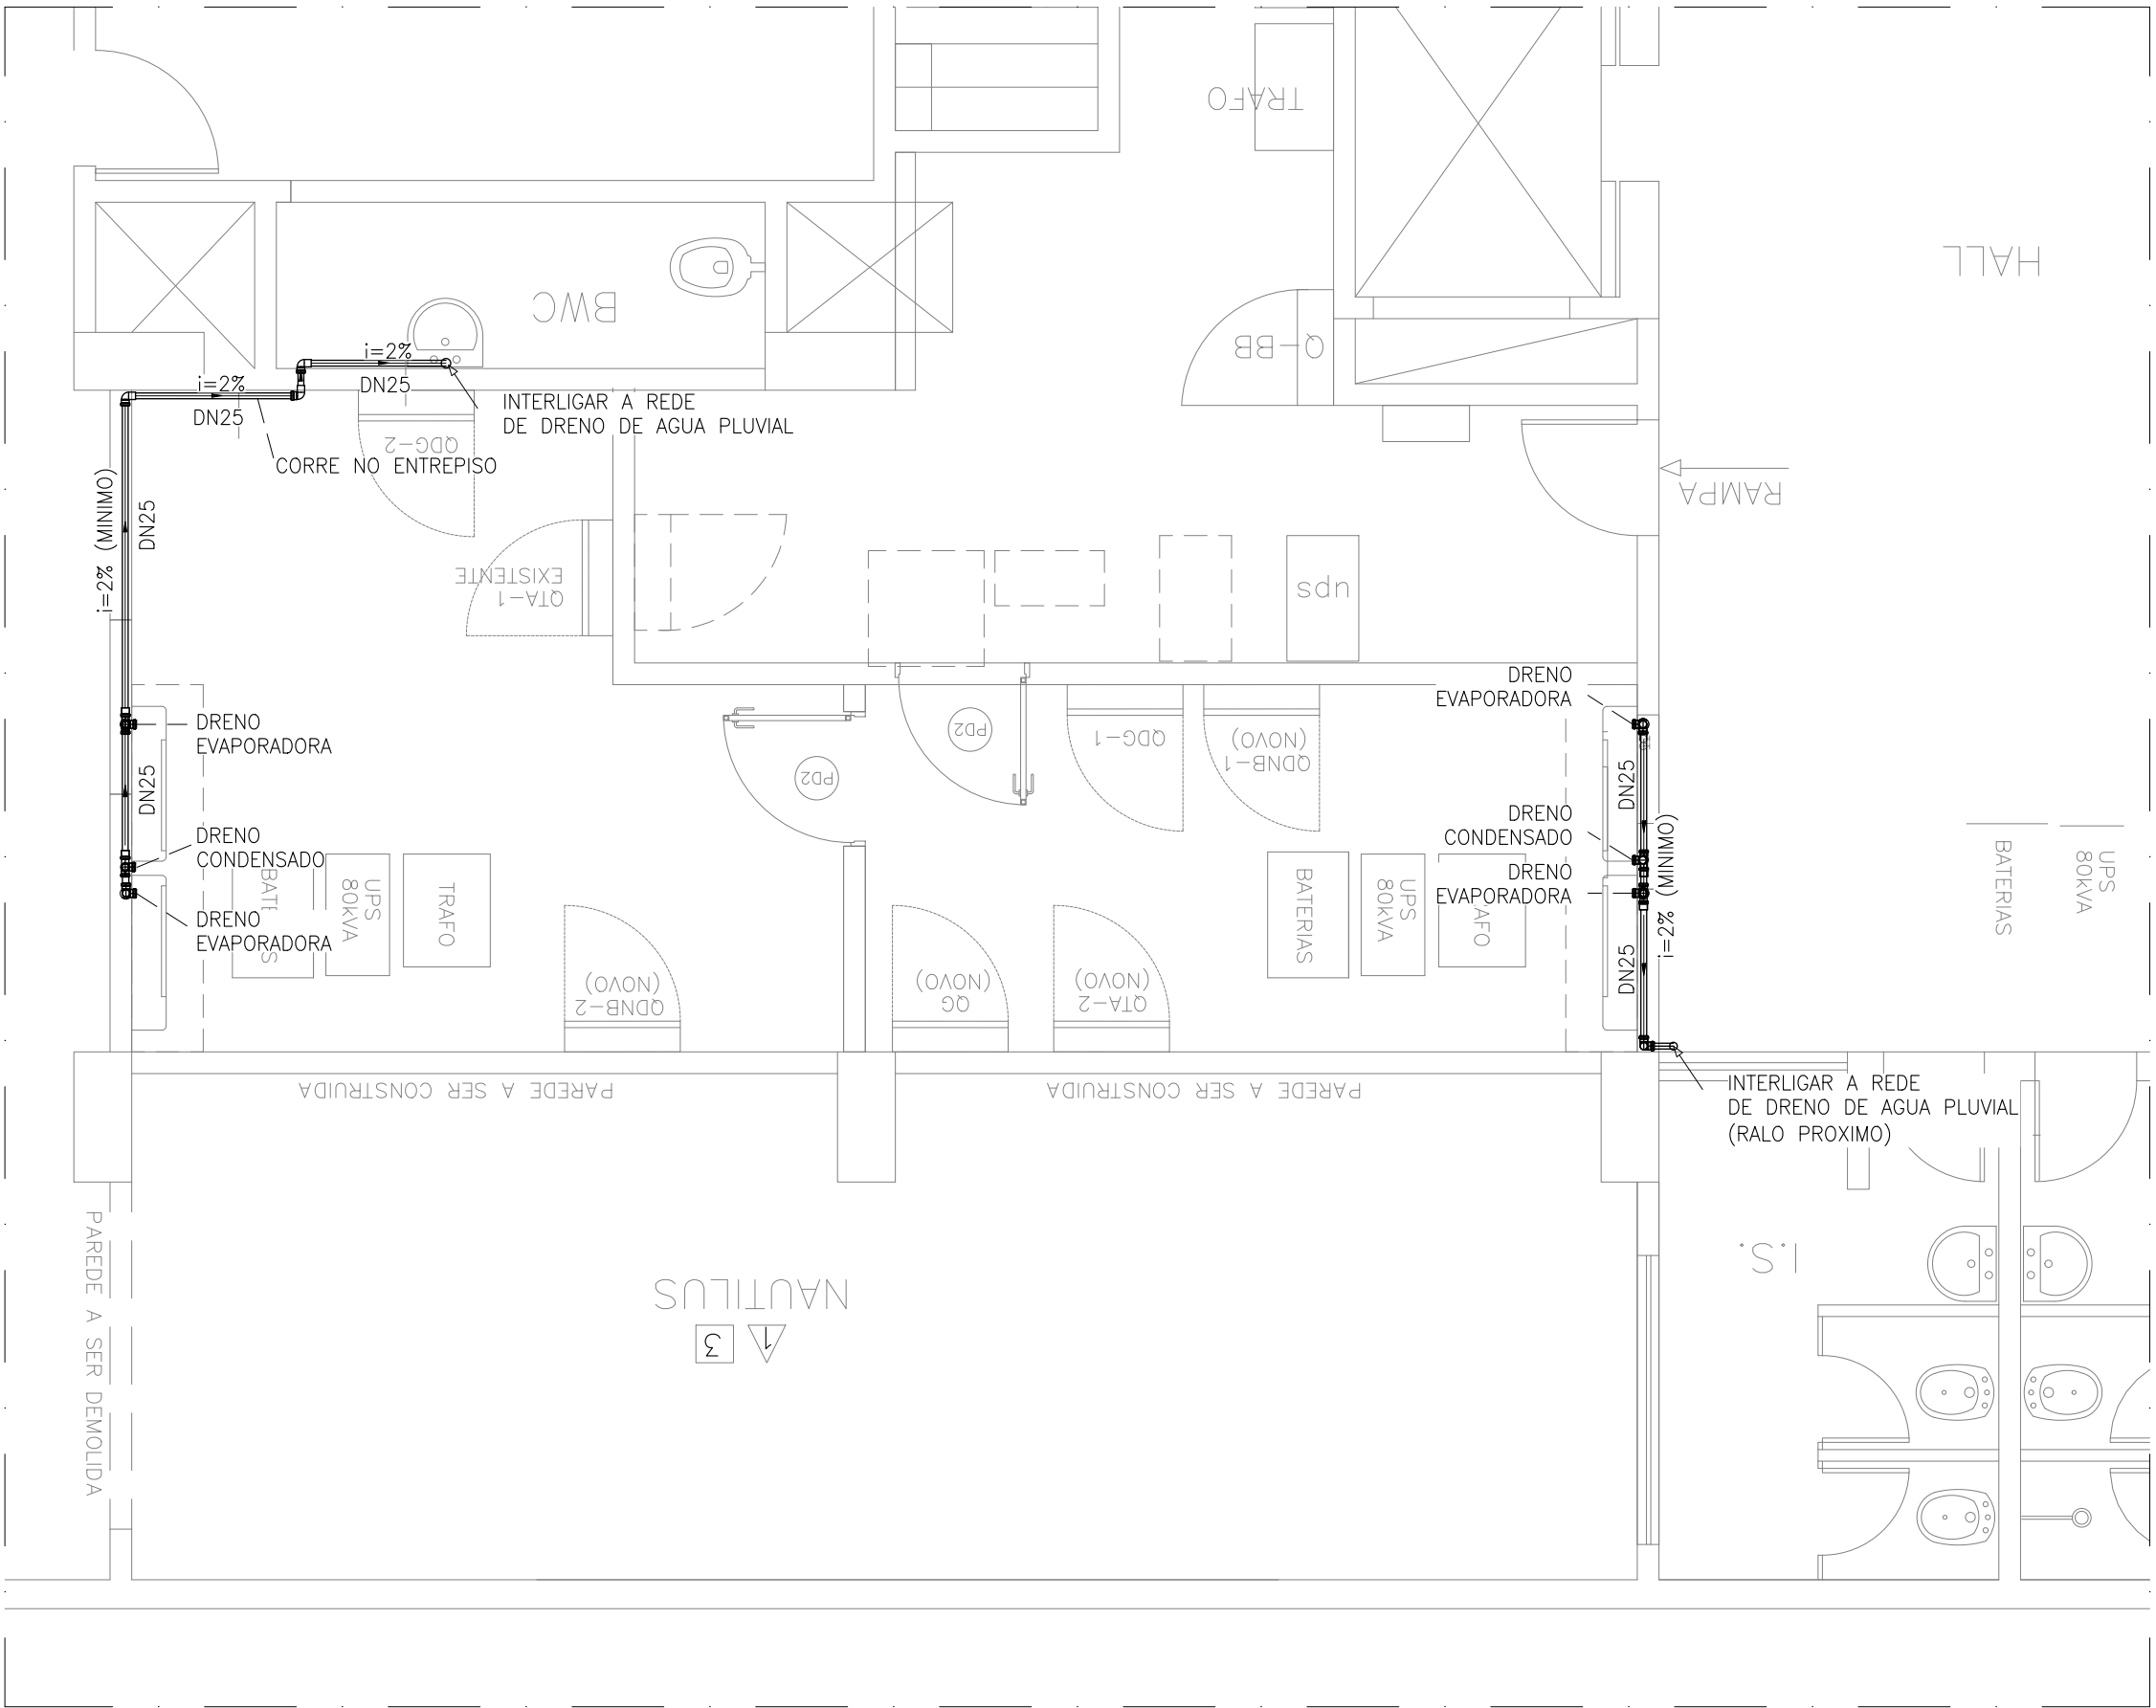 TRAFO
HALL
BWC
Q-BB
i=2%
DN25
i=2%
DN25
INTERLIGAR A REDE
DE DRENO DE AGUA PLUVIAL
QDG-2
CORRE NO ENTREPISO
i=2% (MINIMO)
DN25
RAMPA
QTA-1
EXISTENTE
ups
DRENO
EVAPORADORA
DRENO
EVAPORADORA
PD2
PD2
QDG-1
QDNB-1
(NOVO)
DN25
DN25
DRENO
CONDENSADO
DRENO
CONDENSADO
DRENO
EVAPORADORA
DRENO
EVAPORADORA
UPS
80kVA
TRAFO
BATERIAS
UPS
80kVA
i=2% (MINIMO)
DN25
BATERIAS
UPS
80kVA
QDNB-2
(NOVO)
QG
(NOVO)
QTA-2
(NOVO)
PAREDE A SER CONSTRUIDA
PAREDE A SER CONSTRUIDA
INTERLIGAR A REDE
DE DRENO DE AGUA PLUVIAL
(RALO PROXIMO)
PAREDE A SER DEMOLIDA
NAUTILUS
1
3
I.S.